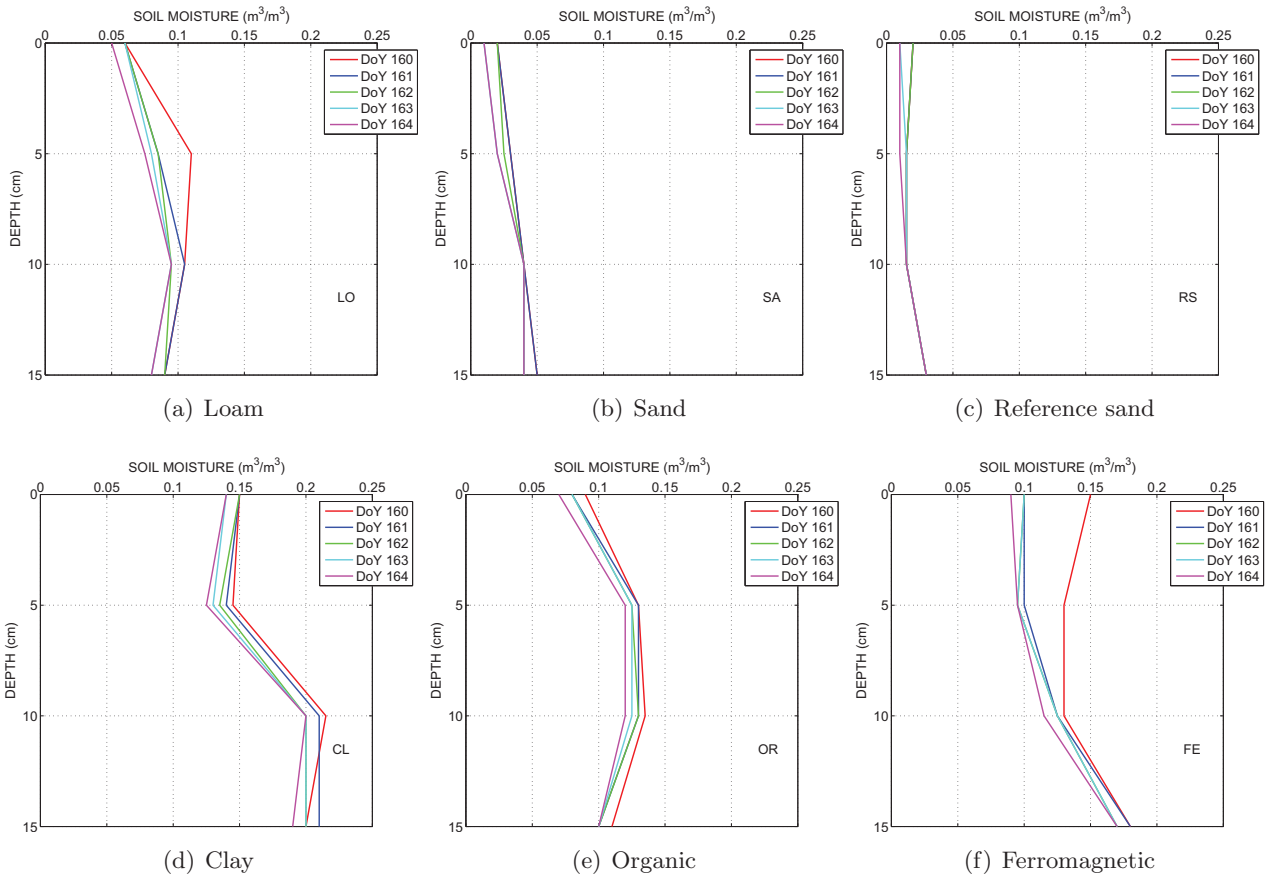 SOIL MOISTURE (m³/m³) SOIL MOISTURE (m³/m³) SOIL MOISTURE (m³/m³)
0 0.05 0.1 0.15 0.2 0.25 0 0.05 0.1 0.15 0.2 0.25 0 0.05 0.1 0.15 0.2 0.25
0 0 0
DoY 160 DoY 160 DoY 160
DoY 161 DoY 161 DoY 161
DoY 162 DoY 162 DoY 162
DoY 163 DoY 163 DoY 163
DoY 164 DoY 164 DoY 164
5 5 5
DEPTH (cm) DEPTH (cm) DEPTH (cm)
10 10 10
LO SA RS
15 15 15
(a) Loam (b) Sand (c) Reference sand
SOIL MOISTURE (m³/m³) SOIL MOISTURE (m³/m³) SOIL MOISTURE (m³/m³)
0 0.05 0.1 0.15 0.2 0.25 0 0.05 0.1 0.15 0.2 0.25 0 0.05 0.1 0.15 0.2 0.25
0 0 0
DoY 160 DoY 160 DoY 160
DoY 161 DoY 161 DoY 161
DoY 162 DoY 162 DoY 162
DoY 163 DoY 163 DoY 163
DoY 164 DoY 164 DoY 164
5 5 5
DEPTH (cm) DEPTH (cm) DEPTH (cm)
10 10 10
CL OR FE
15 15 15
(d) Clay (e) Organic (f) Ferromagnetic